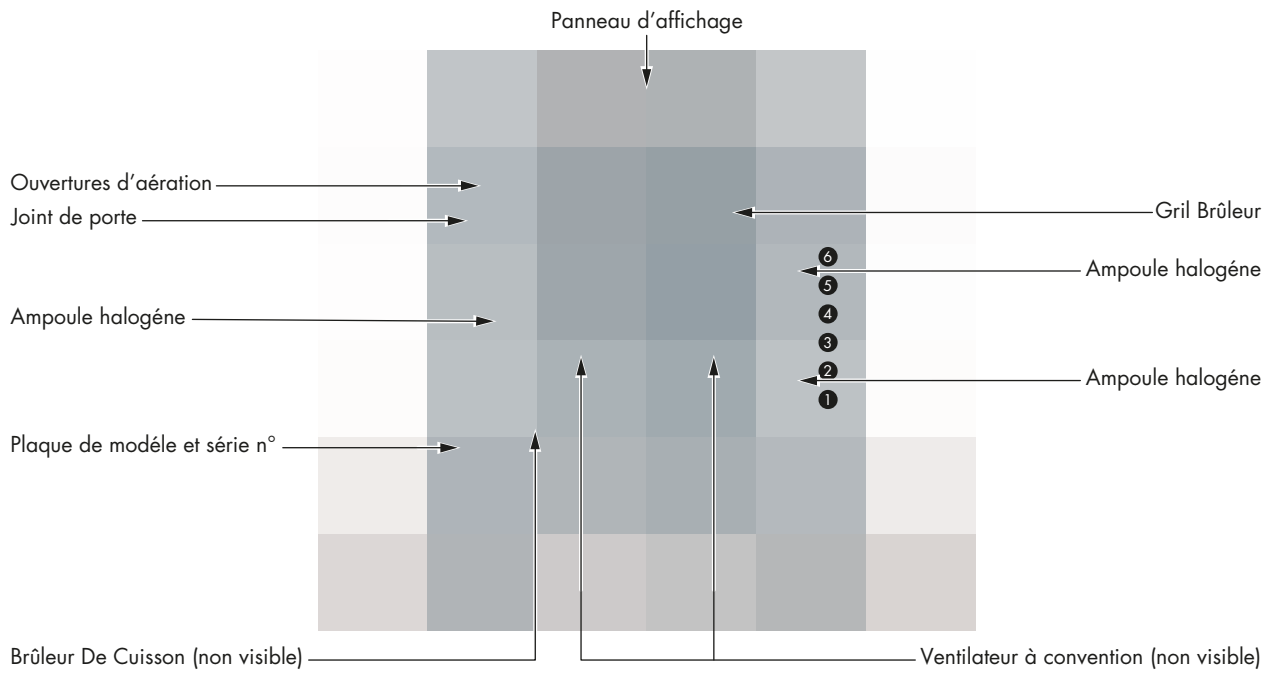 Panneau d'affichage
Ouvertures d'aération
Joint de porte
Gril Brûleur
6
Ampoule halogéne
5
Ampoule halogéne
4
3
2
Ampoule halogéne
1
Plaque de modéle et série n°
Brûleur De Cuisson (non visible)
Ventilateur à convention (non visible)